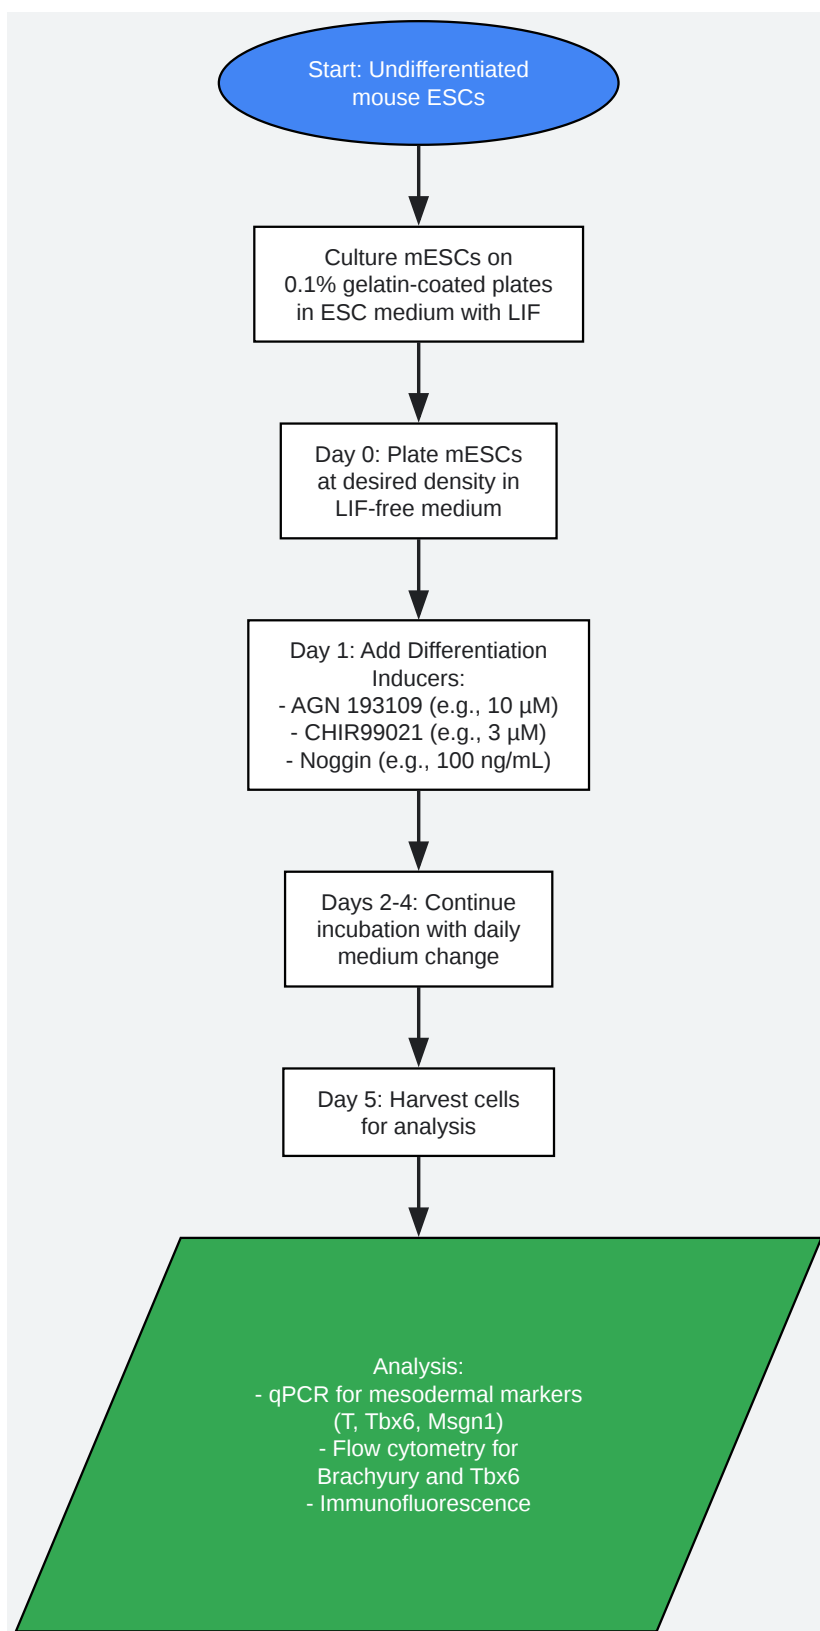 Start: Undifferentiated
mouse ESCs
Culture mESCs on
0.1% gelatin-coated plates
in ESC medium with LIF
Day 0: Plate mESCs
at desired density in
LIF-free medium
Day 1: Add Differentiation
Inducers:
- AGN 193109 (e.g., 10 µM)
- CHIR99021 (e.g., 3 µM)
- Noggin (e.g., 100 ng/mL)
Days 2-4: Continue
incubation with daily
medium change
Day 5: Harvest cells
for analysis
Analysis:
- qPCR for mesodermal markers
(T, Tbx6, Msgn1)
- Flow cytometry for
Brachyury and Tbx6
- Immunofluorescence